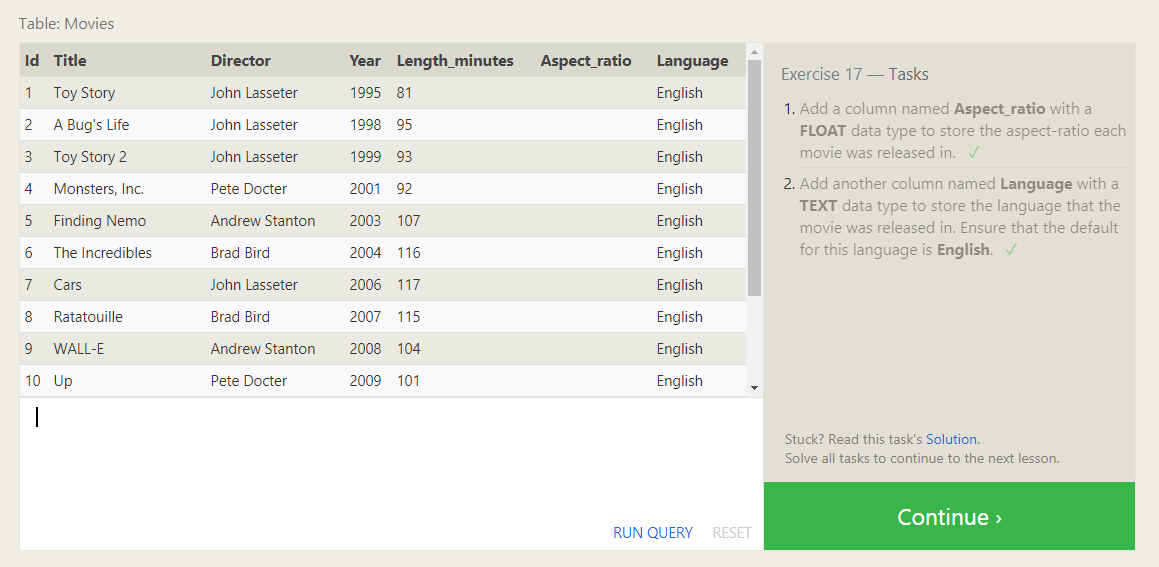 Table: Movies
Id Title Director Year Length_minutes Aspect_ratio Language
1 Toy Story John Lasseter 1995 81 English
2 A Bug's Life John Lasseter 1998 95 English
3 Toy Story 2 John Lasseter 1999 93 English
4 Monsters, Inc. Pete Docter 2001 92 English
5 Finding Nemo Andrew Stanton 2003 107 English
6 The Incredibles Brad Bird 2004 116 English
7 Cars John Lasseter 2006 117 English
8 Ratatouille Brad Bird 2007 115 English
9 WALL-E Andrew Stanton 2008 104 English
10 Up Pete Docter 2009 101 English
RUN QUERY RESET
Exercise 17 — Tasks
1. Add a column named Aspect_ratio with a
FLOAT data type to store the aspect-ratio each
movie was released in. ✓
2. Add another column named Language with a
TEXT data type to store the language that the
movie was released in. Ensure that the default
for this language is English. ✓
Stuck? Read this task's Solution.
Solve all tasks to continue to the next lesson.
Continue ›